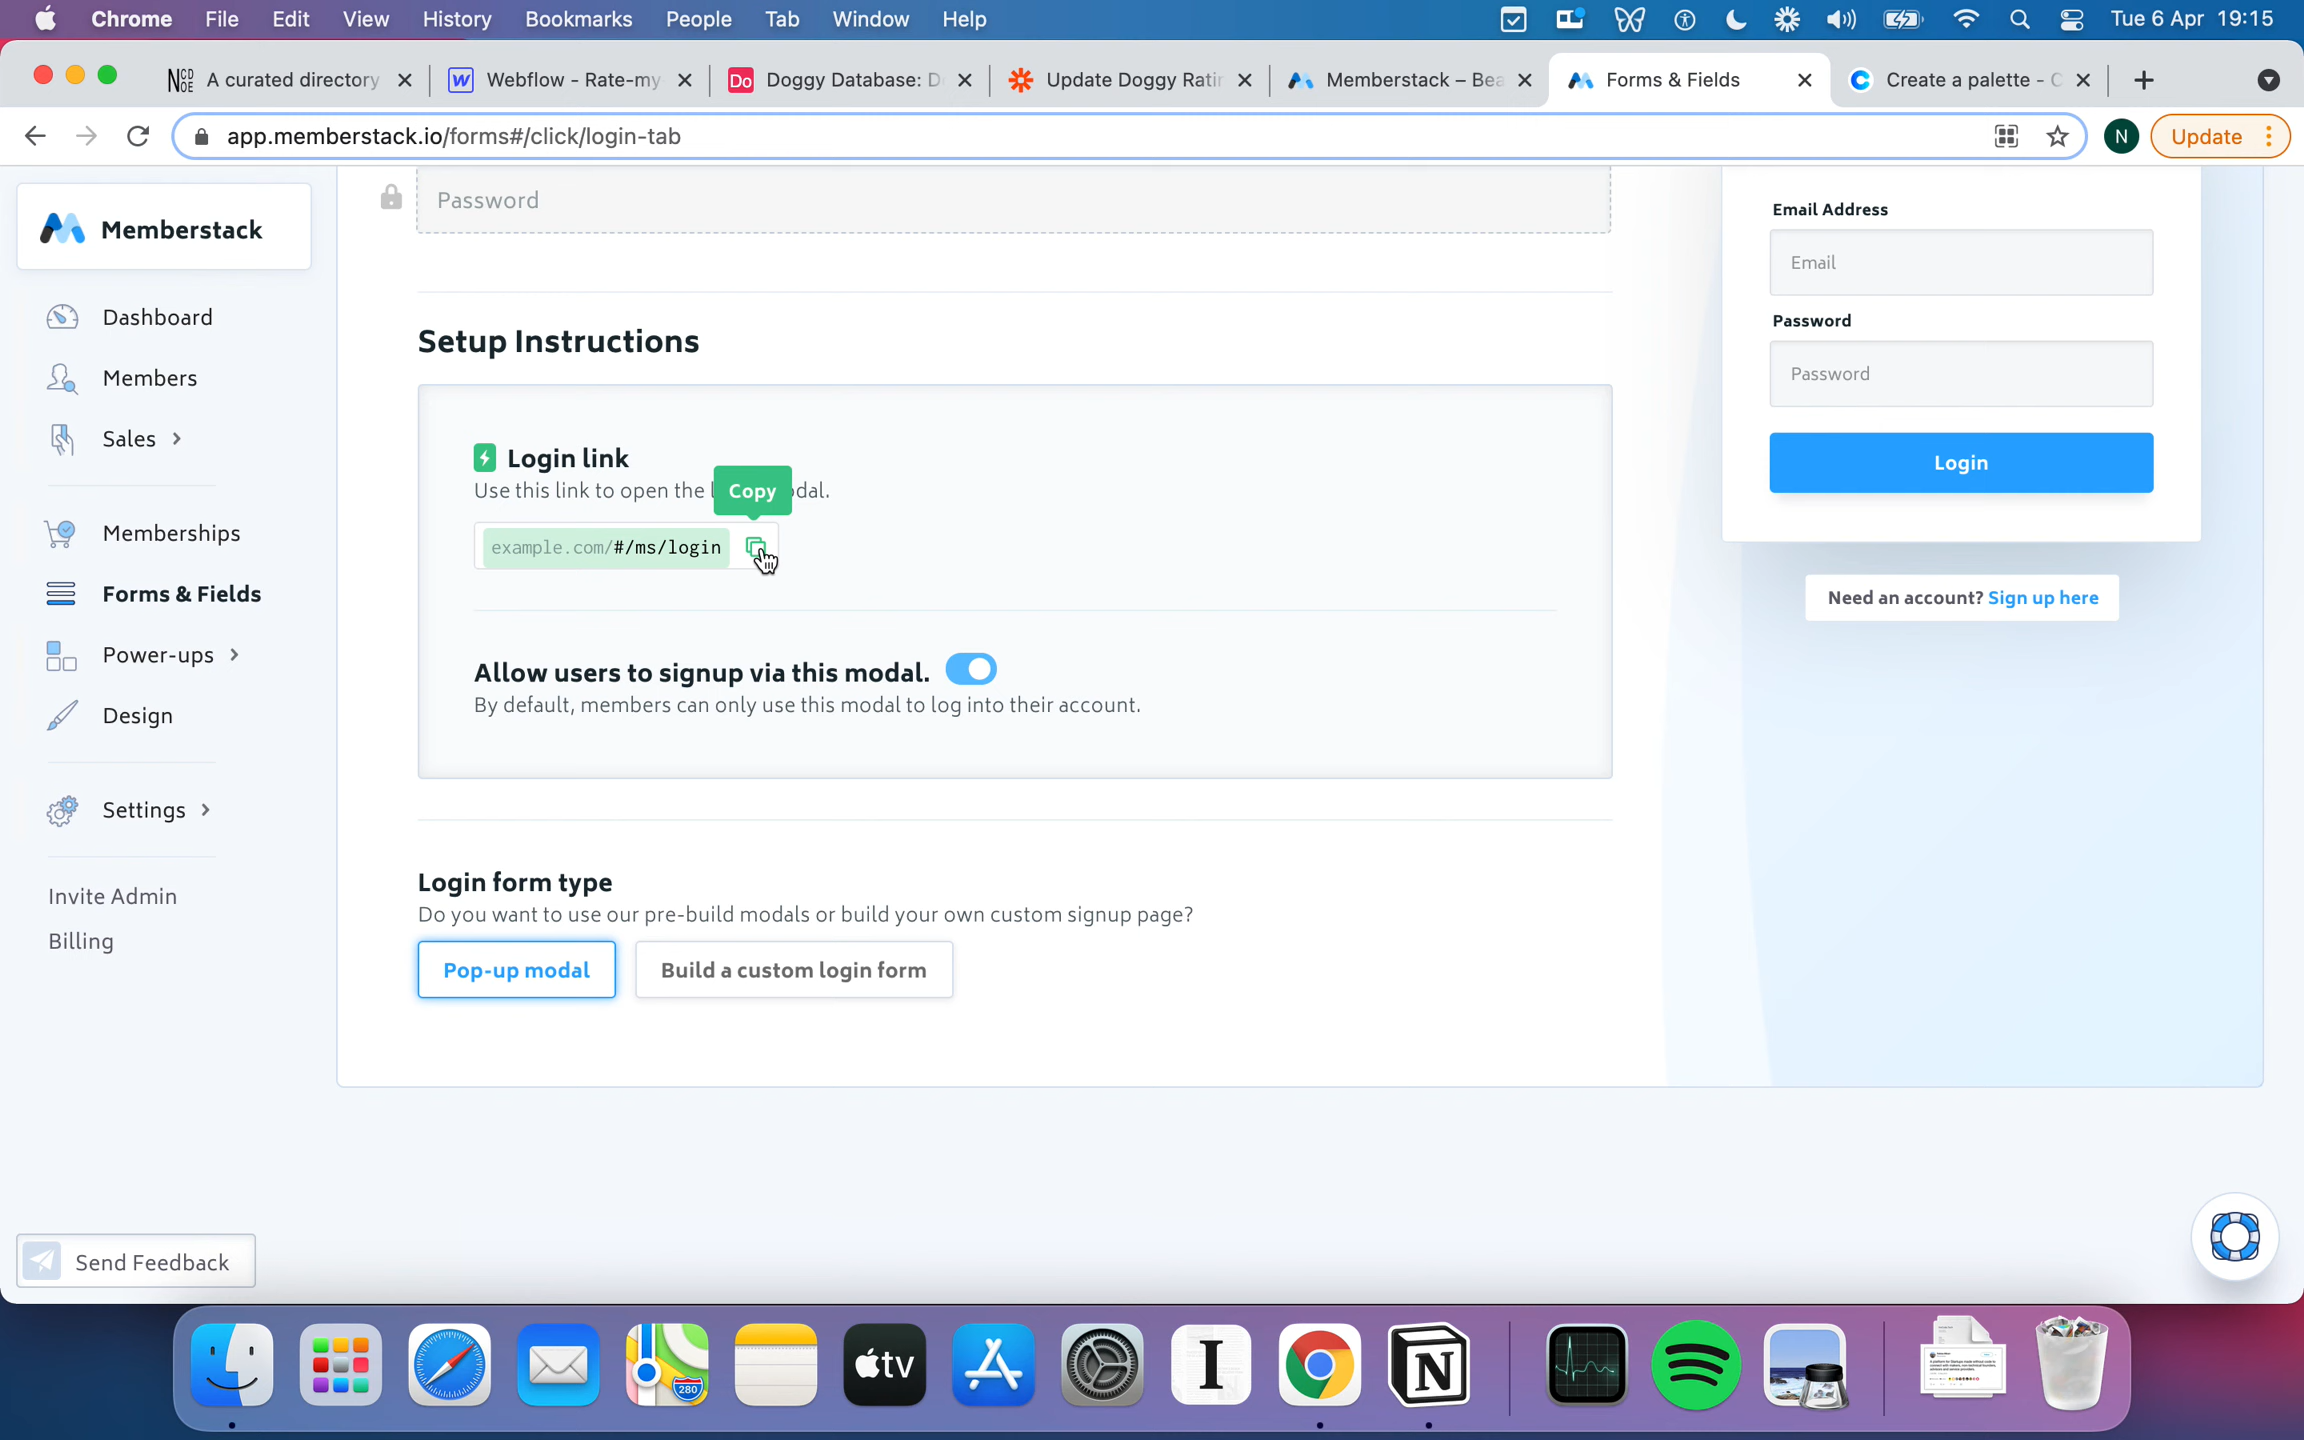 Chrome File Edit View History Bookmarks People Tab Window Help Tue 6 Apr 19:15
NCDE NOE A curated directory Webflow - Rate-my Do Doggy Database: D Update Doggy Ratin Memberstack – Bea Forms & Fields Create a palette - C
app.memberstack.io/forms#/click/login-tab N Update
Memberstack
Dashboard
Members
Sales
Memberships
Forms & Fields
Power-ups
Design
Settings
Invite Admin
Billing
Send Feedback
Password
Setup Instructions
Login link
Copy
Use this link to open the l dal.
example.com/#/ms/login
Allow users to signup via this modal.
By default, members can only use this modal to log into their account.
Login form type
Do you want to use our pre-build modals or build your own custom signup page?
Pop-up modal Build a custom login form
Email Address
Email
Password
Password
Login
Need an account? Sign up here
280
tv
I
N